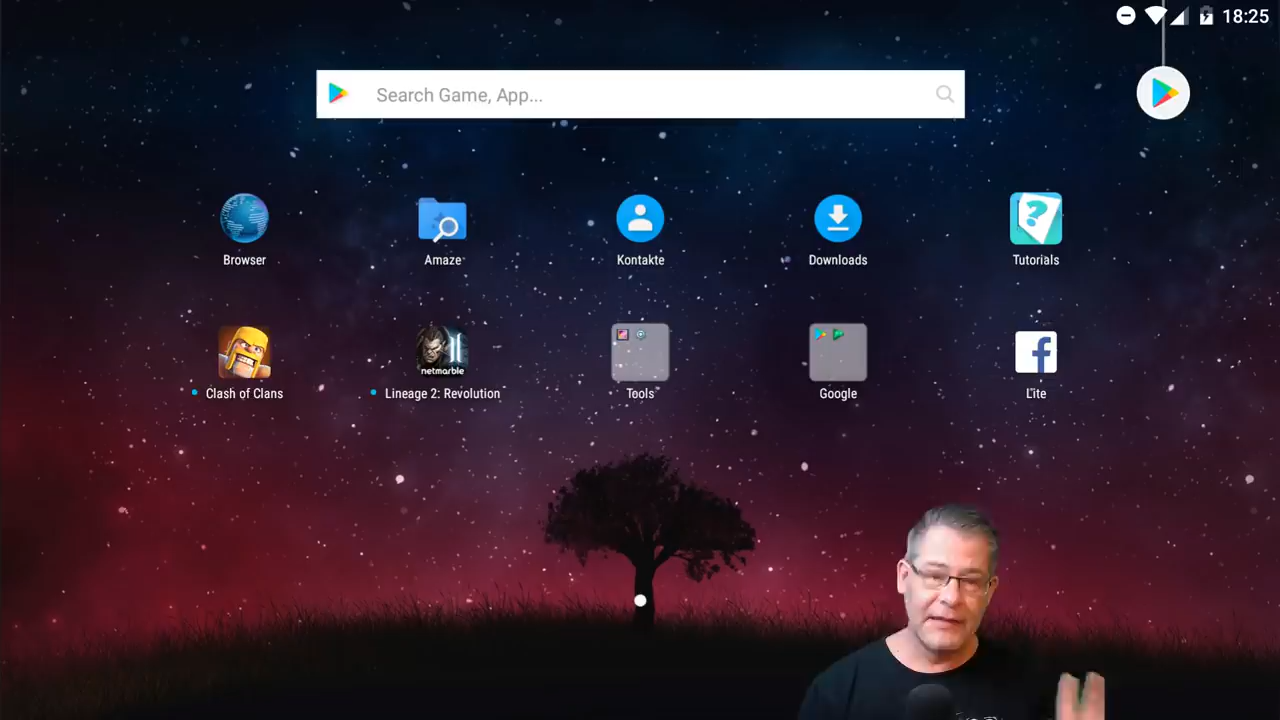 18:25
Search Game, App...
Browser
Amaze
Kontakte
Downloads
Tutorials
netmarble
Clash of Clans
Lineage 2: Revolution
Tools
Google
Lite